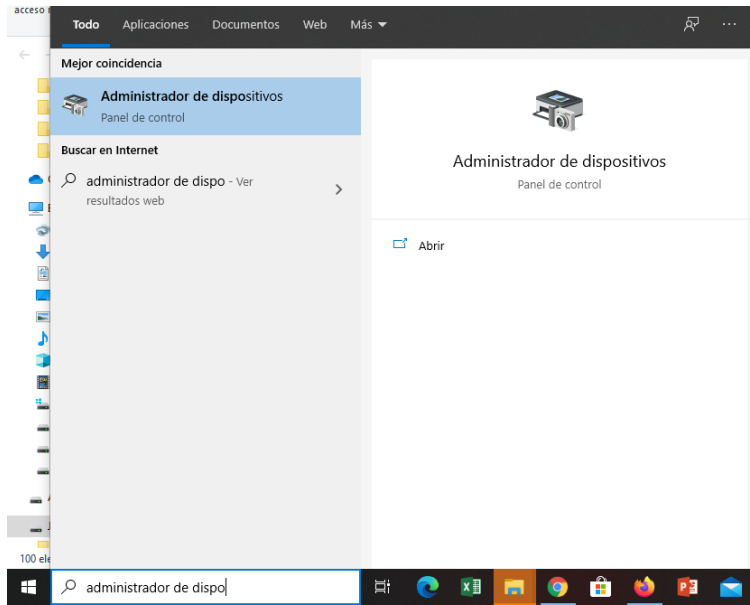 acceso
Todo Aplicaciones Documentos Web Más
Mejor coincidencia
Administrador de dispositivos
Panel de control
Buscar en Internet
administrador de dispo - Ver
resultados web
Administrador de dispositivos
Panel de control
Abrir
100 ele
administrador de dispo